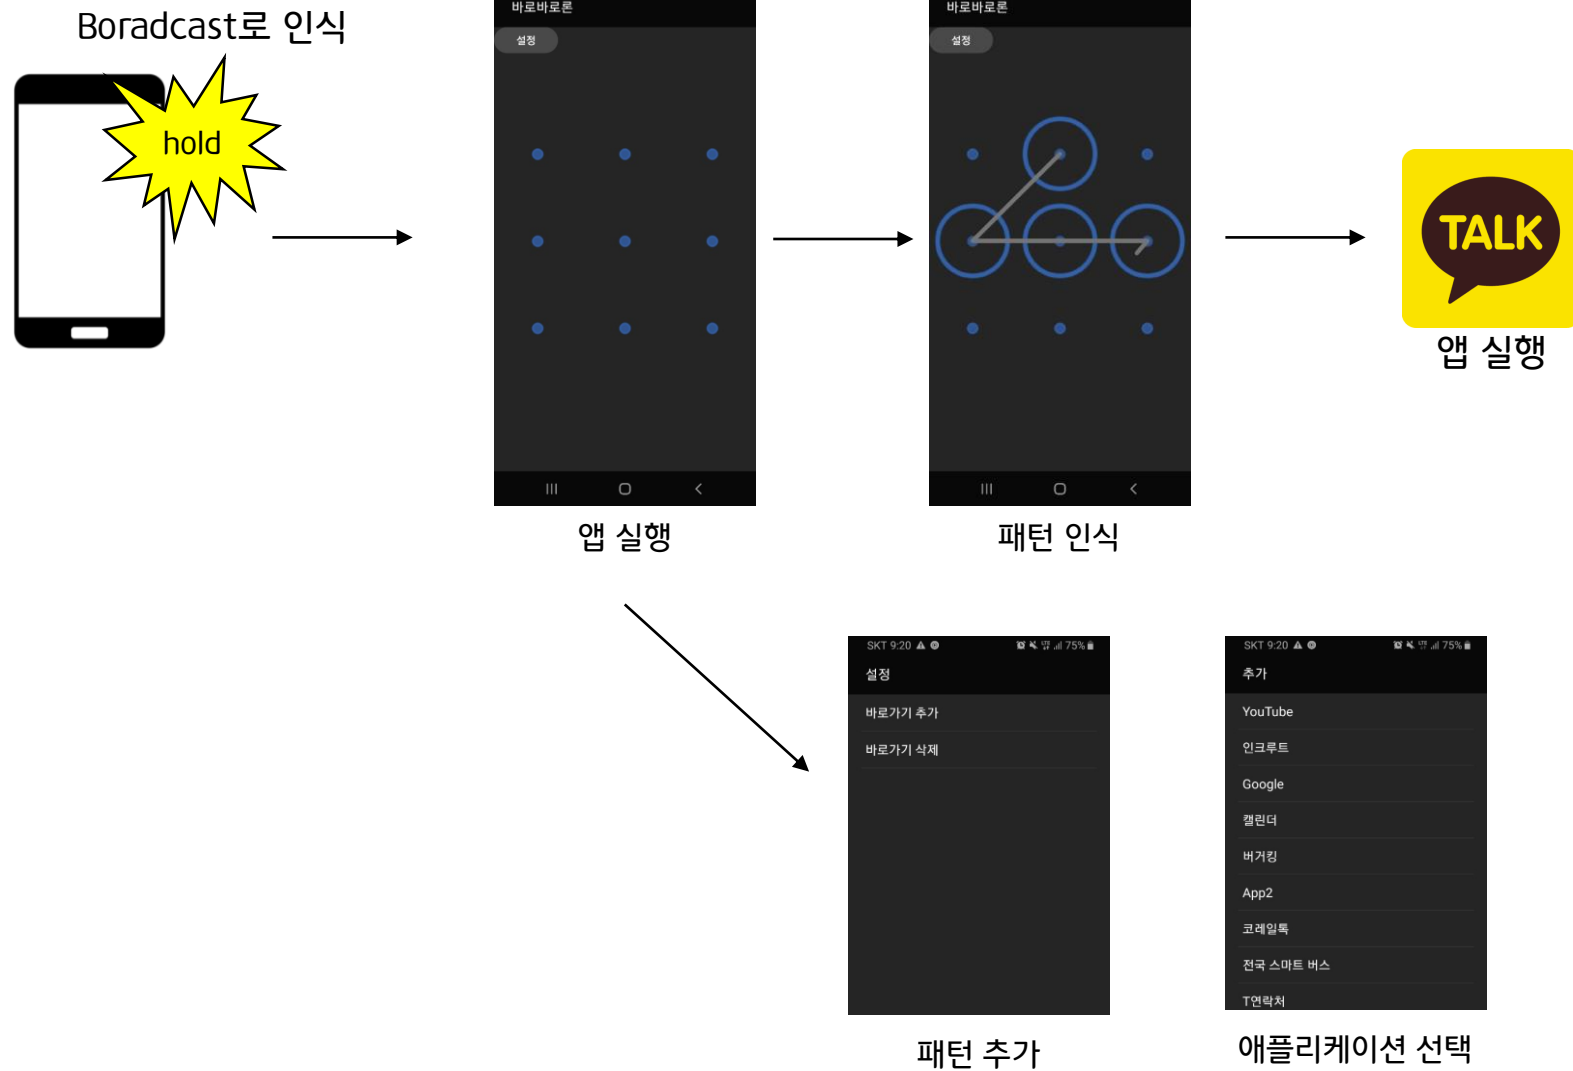 Boradcast로 인식
hold
바로바로론
설정
앱 실행
바로바로론
설정
패턴 인식
TALK
앱 실행
SKT 9:20
75%
설정
바로가기 추가
바로가기 삭제
패턴 추가
SKT 9:20
75%
추가
YouTube
인크루트
Google
캘린더
버거킹
App2
코레일톡
전국 스마트 버스
T연락처
애플리케이션 선택